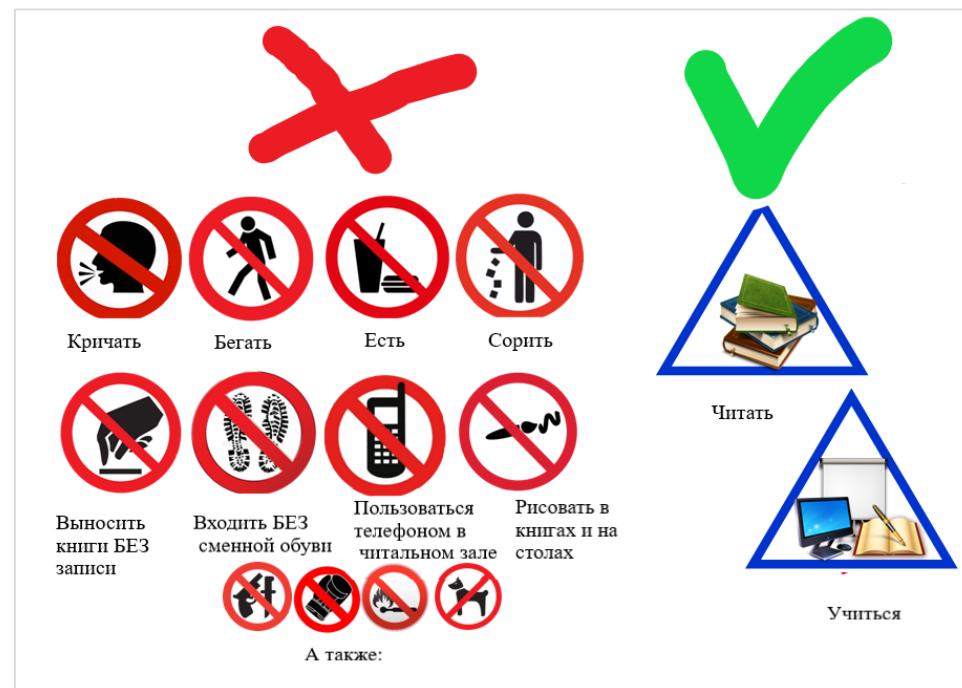 Кричать
Бегать
Есть
Сорить
Читать
Выносить
книги БЕЗ
записи
Входить БЕЗ
сменной обуви
Пользоваться
телефоном в
читальном зале
Рисовать в
книгах и на
столах
Учиться
А также: